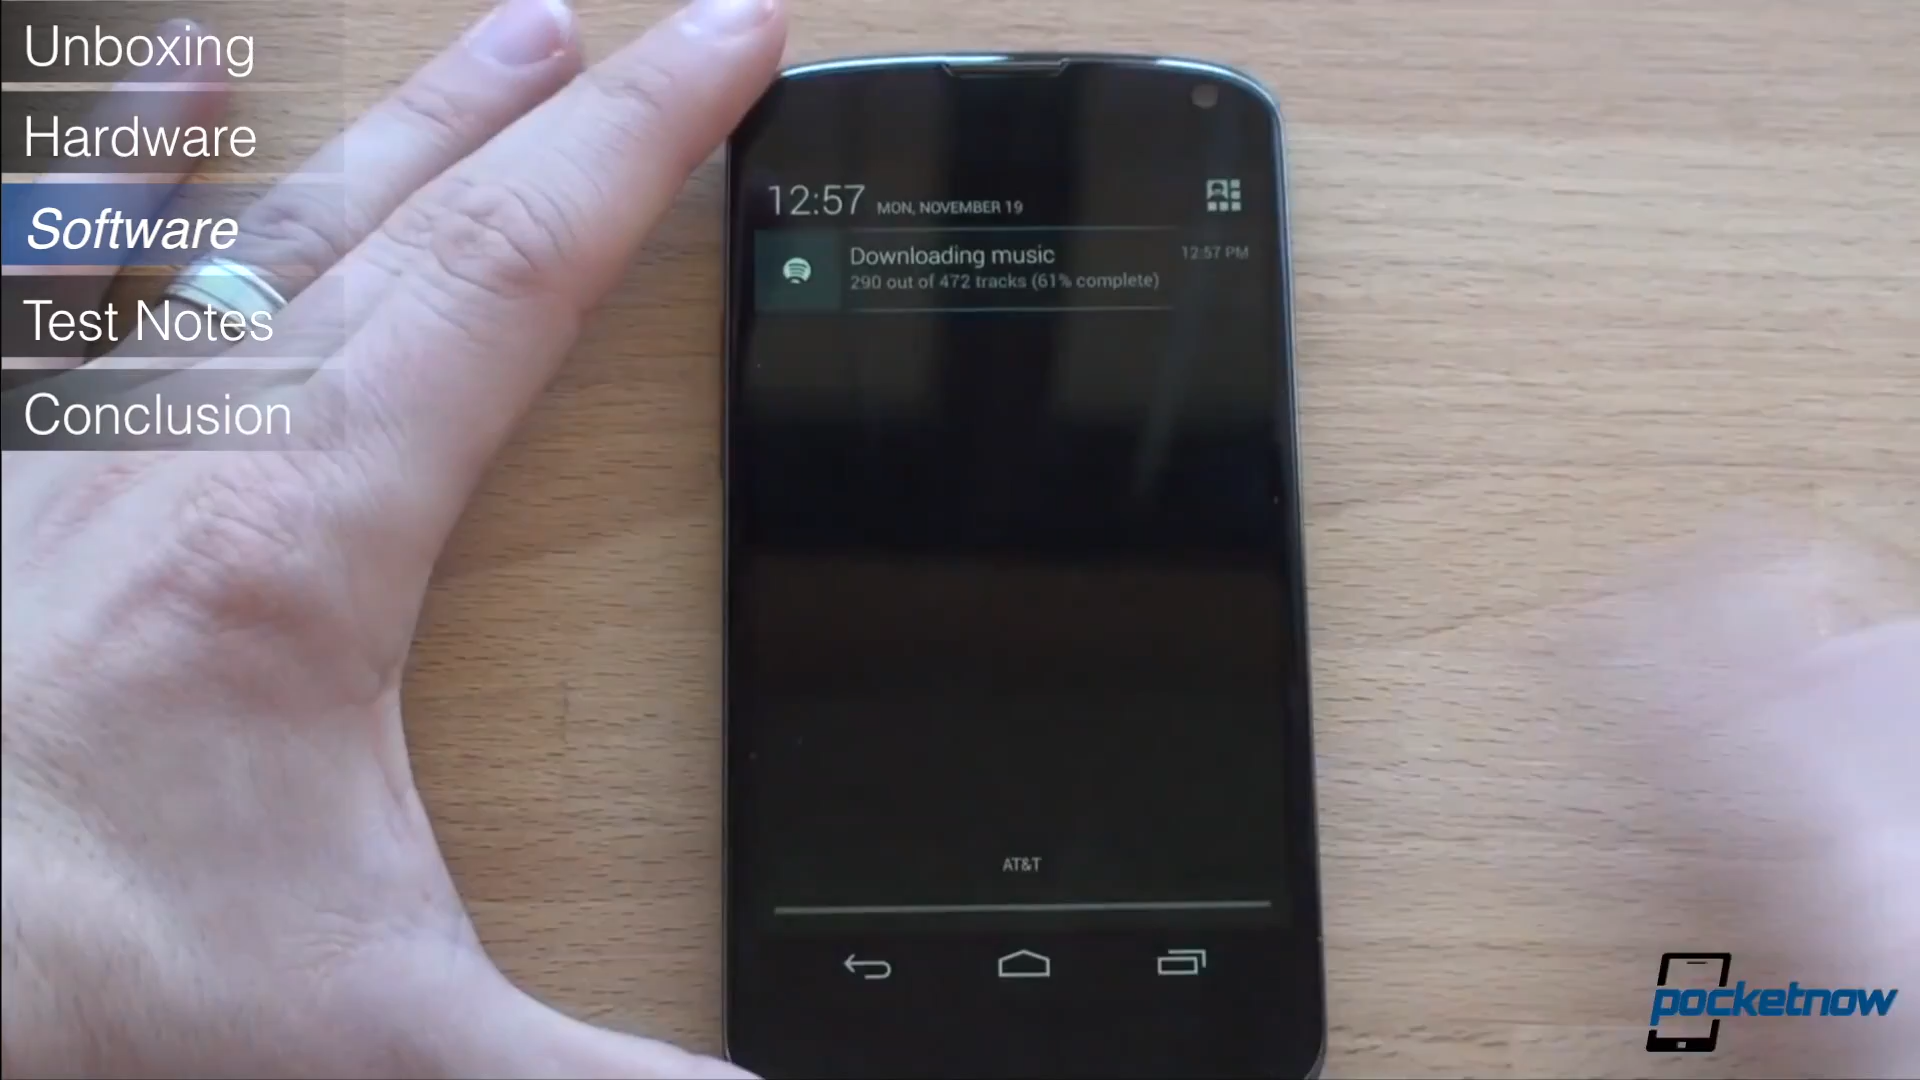 Unboxing
Hardware
Software
Test Notes
Conclusion
12:57 MON, NOVEMBER 19
Downloading music 12:57 PM
290 out of 472 tracks (61% complete)
AT&T
pocketnow